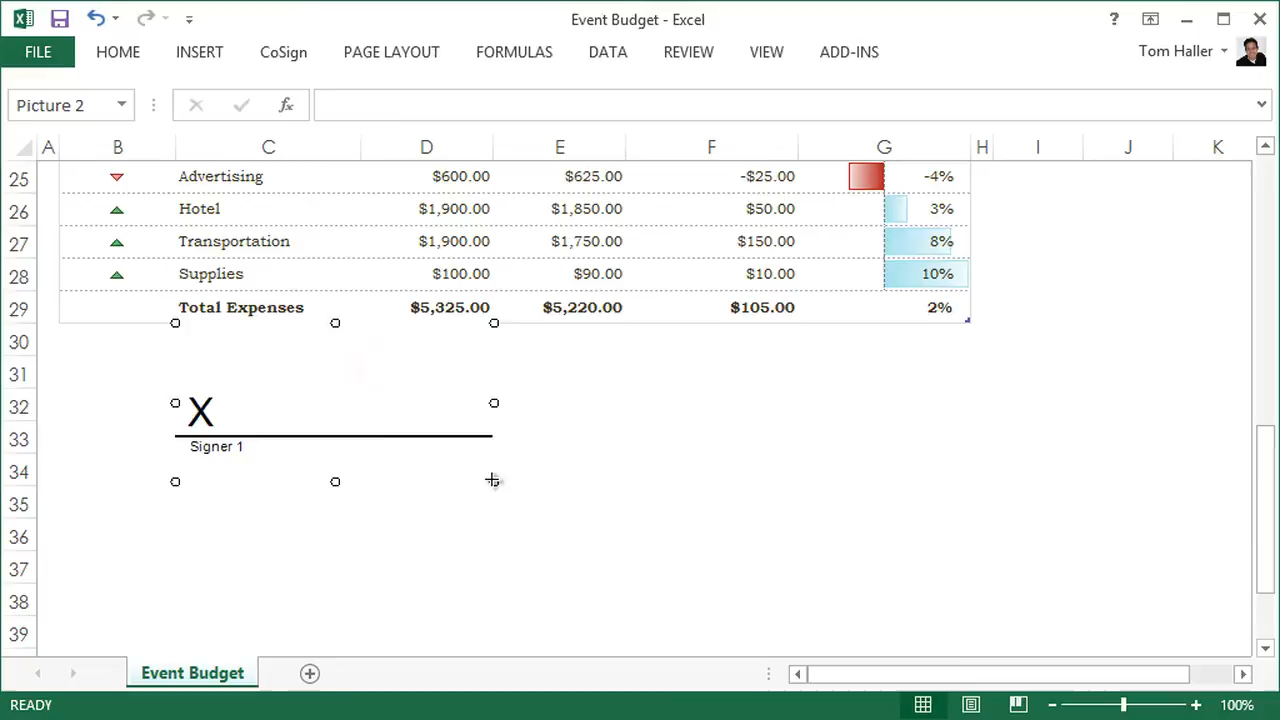 Event Budget - Excel
?
FILE HOME INSERT CoSign PAGE LAYOUT FORMULAS DATA REVIEW VIEW ADD-INS Tom Haller
Picture 2 fx
A B C D E F G H I J K
25 Advertising $600.00 $625.00 -$25.00 -4%
26 Hotel $1,900.00 $1,850.00 $50.00 3%
27 Transportation $1,900.00 $1,750.00 $150.00 8%
28 Supplies $100.00 $90.00 $10.00 10%
29 Total Expenses $5,325.00 $5,220.00 $105.00 2%
30
31
32 X
33 Signer 1
34
35
36
37
38
39
Event Budget
READY 100%